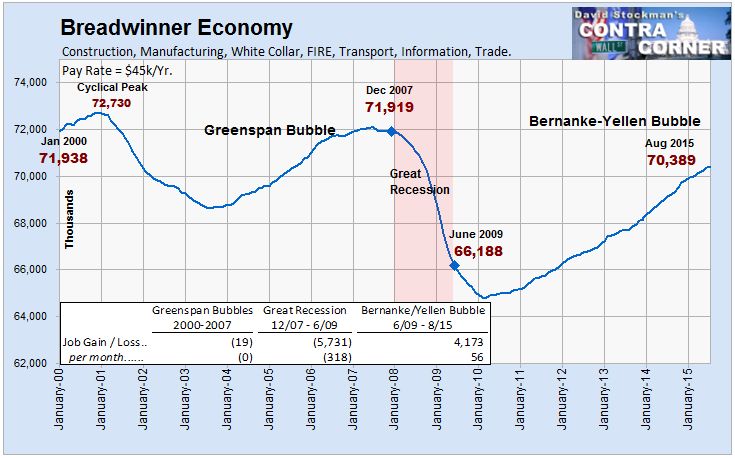 Breadwinner Economy
Construction, Manufacturing, White Collar, FIRE, Transport, Information, Trade.
David Stockman's
CONTRA
WALL ST
CORNER
74,000
72,000
70,000
68,000
66,000
64,000
62,000
Thousands
Pay Rate = $45k/Yr.
Cyclical Peak
72,730
Jan 2000
71,938
Greenspan Bubble
Dec 2007
71,919
Great
Recession
June 2009
66,188
Bernanke-Yellen Bubble
Aug 2015
70,389
Greenspan Bubbles Great Recession Bernanke/Yellen Bubble
2000-2007 12/07 - 6/09 6/09 - 8/15
Job Gain / Loss.. (19) (5,731) 4,173
per month...... (0) (318) 56
January-00
January-01
January-02
January-03
January-04
January-05
January-06
January-07
January-08
January-09
January-10
January-11
January-12
January-13
January-14
January-15